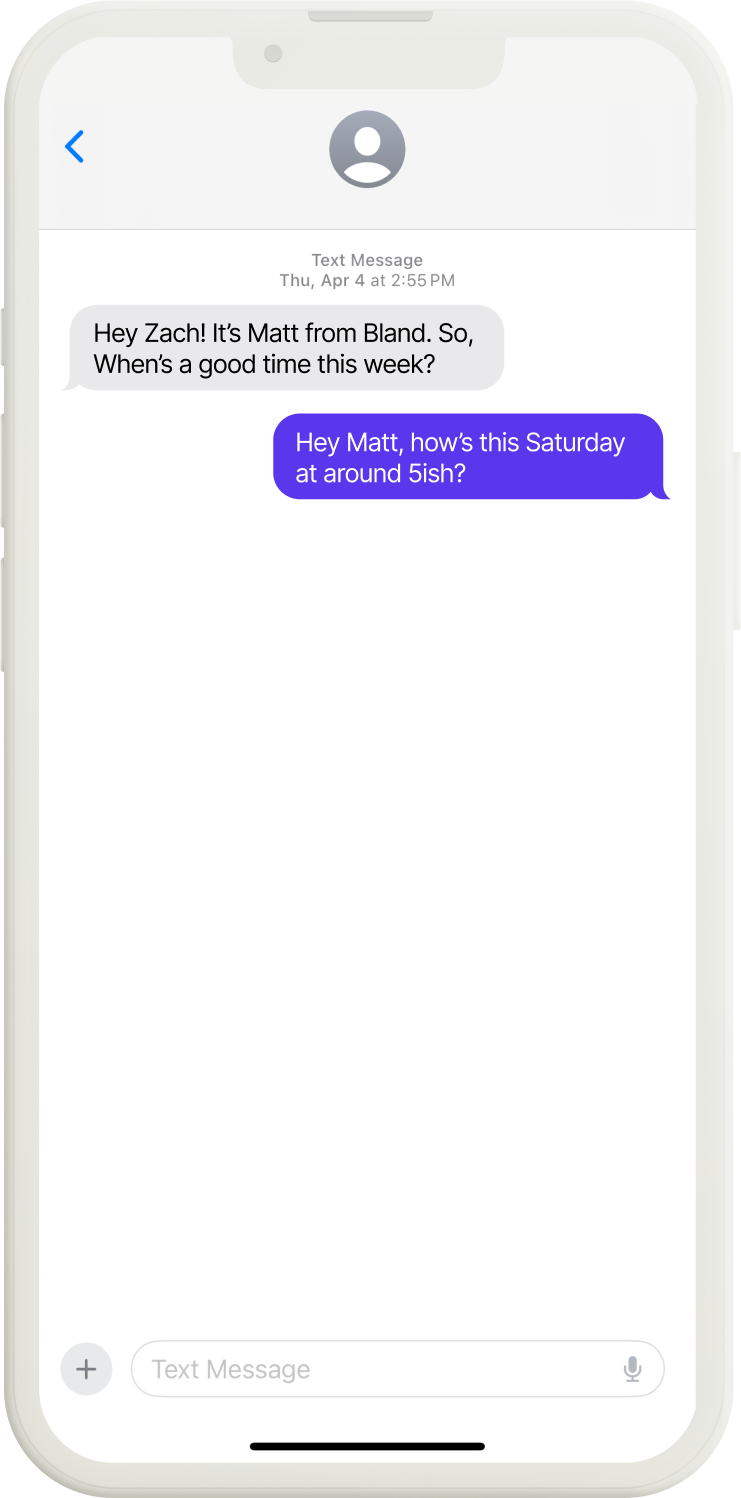 Text Message
Thu, Apr 4 at 2:55 PM
Hey Zach! It’s Matt from Bland. So,
When’s a good time this week?
Hey Matt, how’s this Saturday
at around 5ish?
Text Message